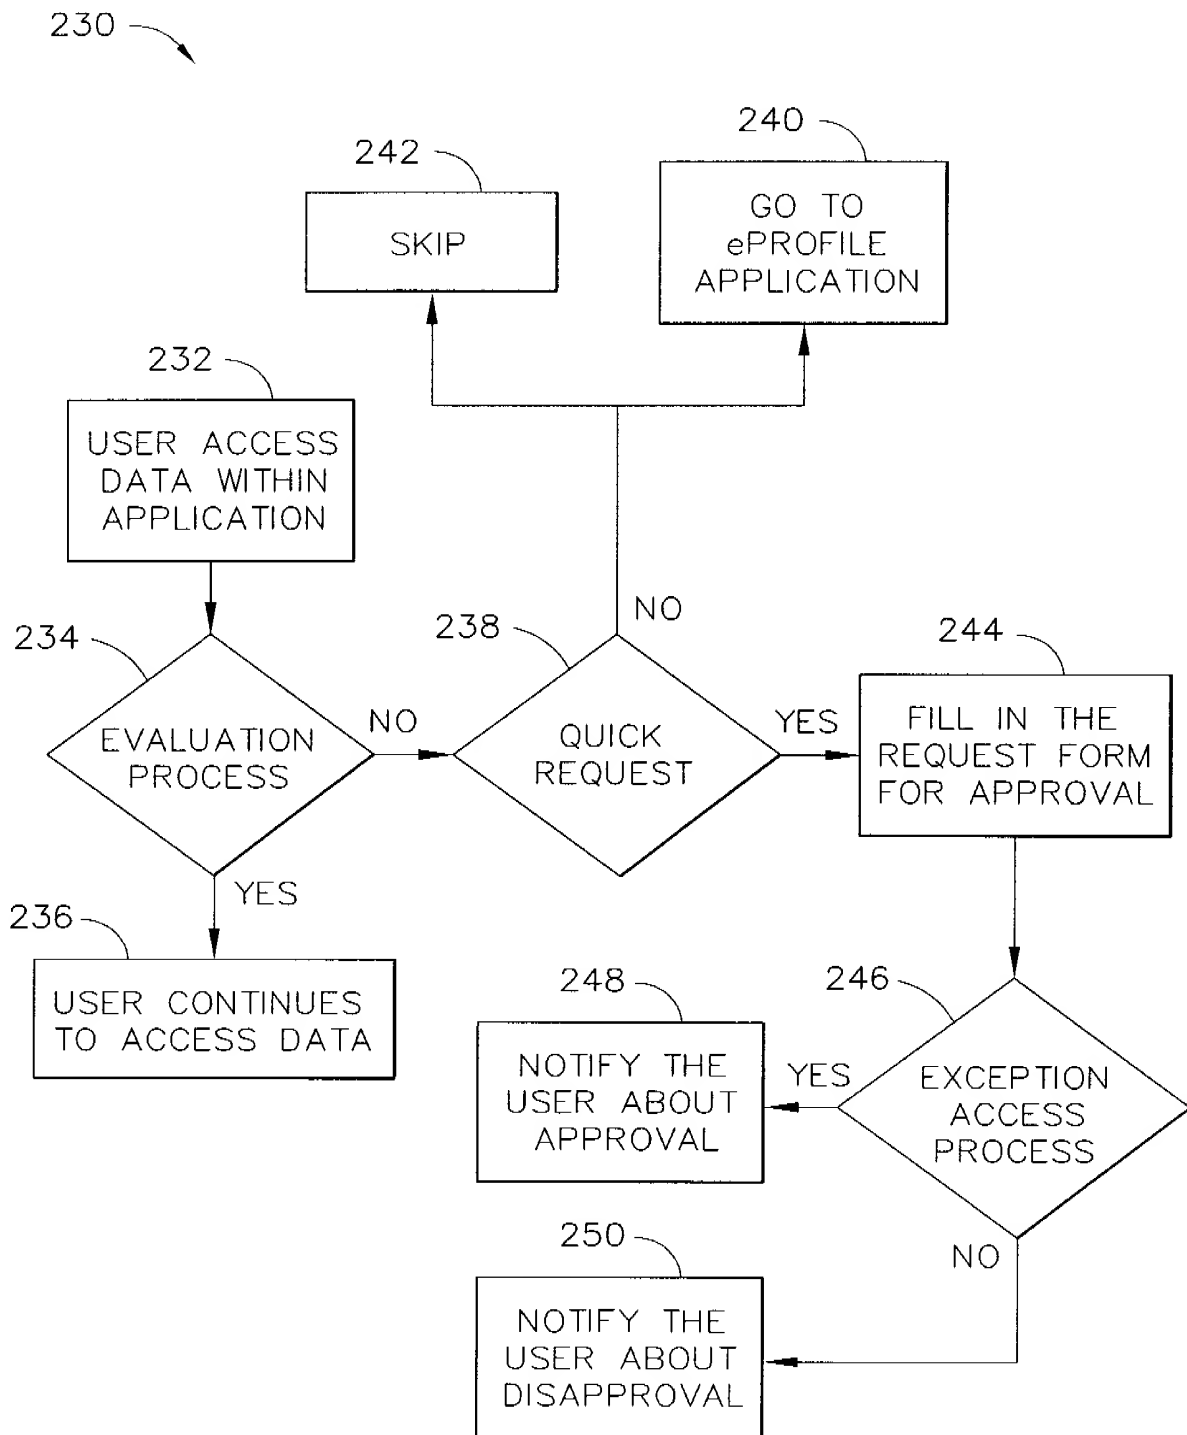 230
240
242
GO TO
ePROFILE
APPLICATION
SKIP
232
USER ACCESS
DATA WITHIN
APPLICATION
NO
234
238
244
EVALUATION
PROCESS
NO
QUICK
REQUEST
YES
FILL IN THE
REQUEST FORM
FOR APPROVAL
YES
236
USER CONTINUES
TO ACCESS DATA
248
246
NOTIFY THE
USER ABOUT
APPROVAL
YES
EXCEPTION
ACCESS
PROCESS
250
NO
NOTIFY THE
USER ABOUT
DISAPPROVAL